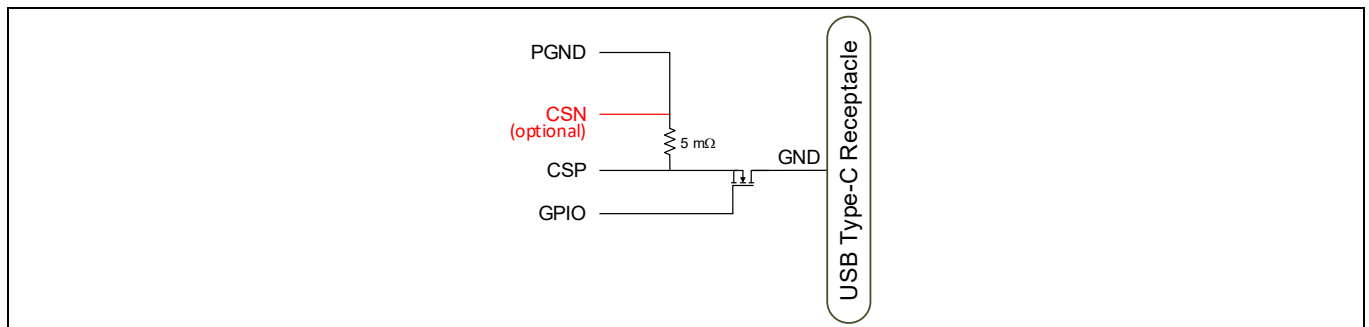 PGND
CSN
(optional)
5 mΩ
CSP
GND
GPIO
USB Type-C Receptacle